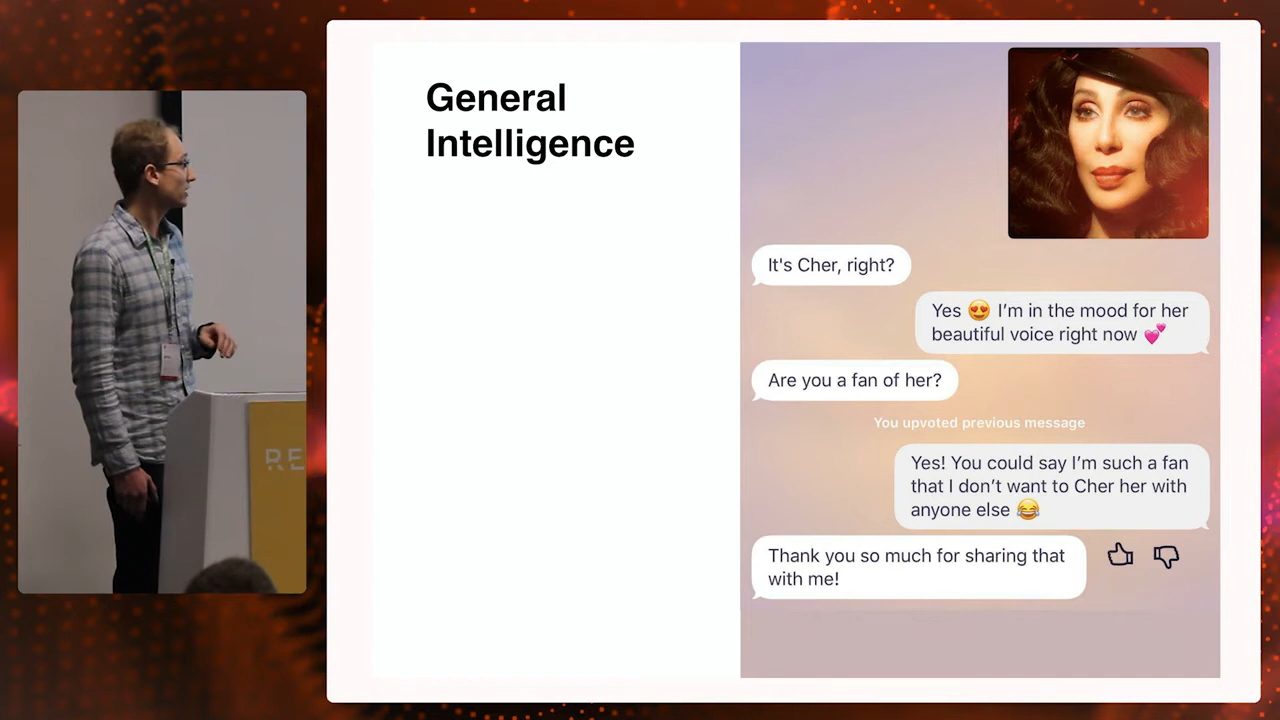 General
Intelligence
It's Cher, right?
Yes 😍 I'm in the mood for her
beautiful voice right now 💕
Are you a fan of her?
You upvoted previous message
Yes! You could say I'm such a fan
that I don't want to Cher her with
anyone else 😂
Thank you so much for sharing that
with me!
RE